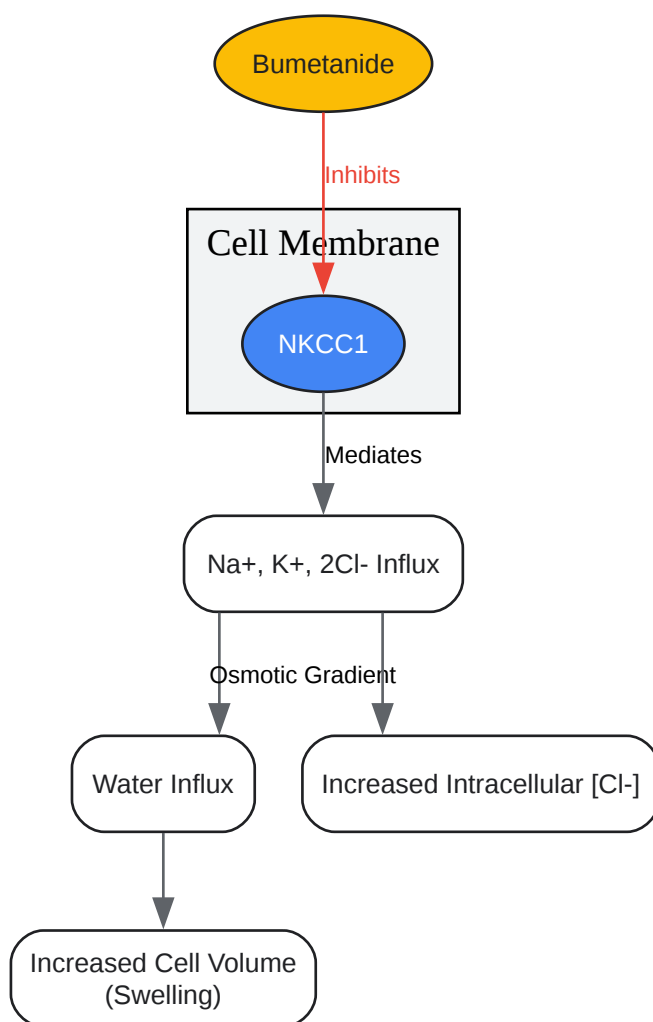 Bumetanide
Inhibits
Cell Membrane
NKCC1
Mediates
Na+, K+, 2Cl- Influx
Osmotic Gradient
Water Influx
Increased Intracellular [Cl-]
Increased Cell Volume
(Swelling)